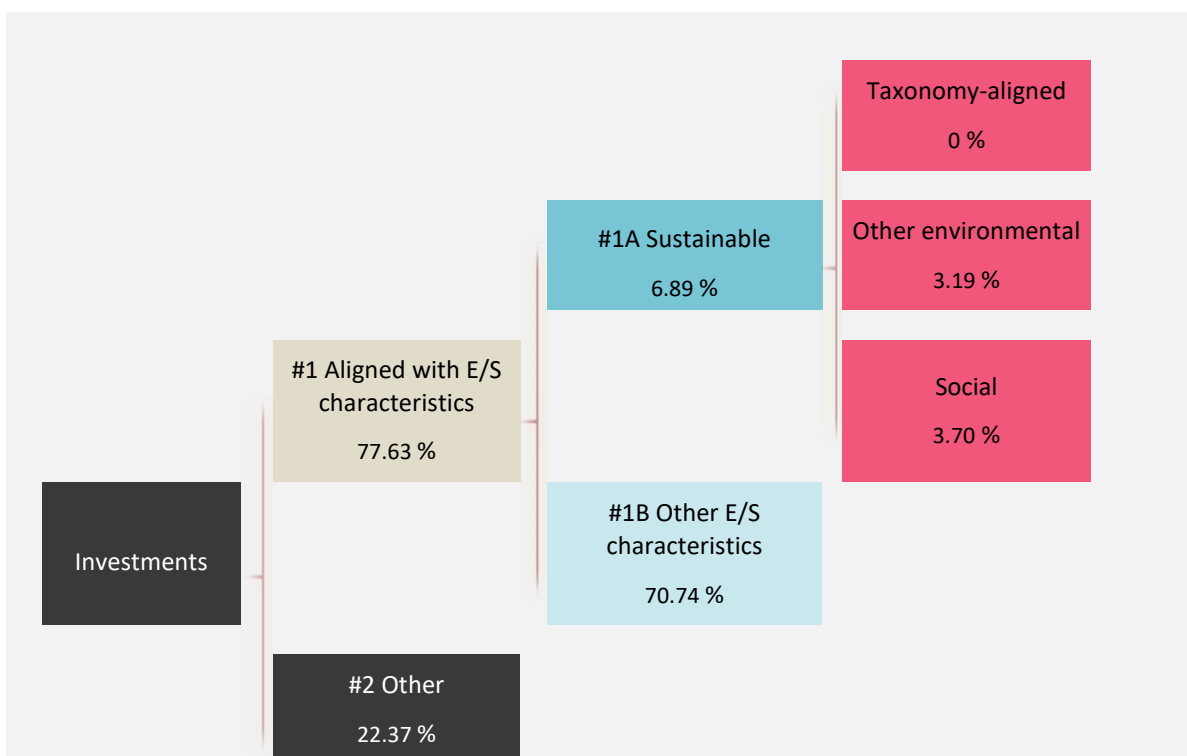 Investments
#1 Aligned with E/S
characteristics
77.63 %
#2 Other
22.37 %
#1A Sustainable
6.89 %
#1B Other E/S
characteristics
70.74 %
Taxonomy-aligned
0 %
Other environmental
3.19 %
Social
3.70 %